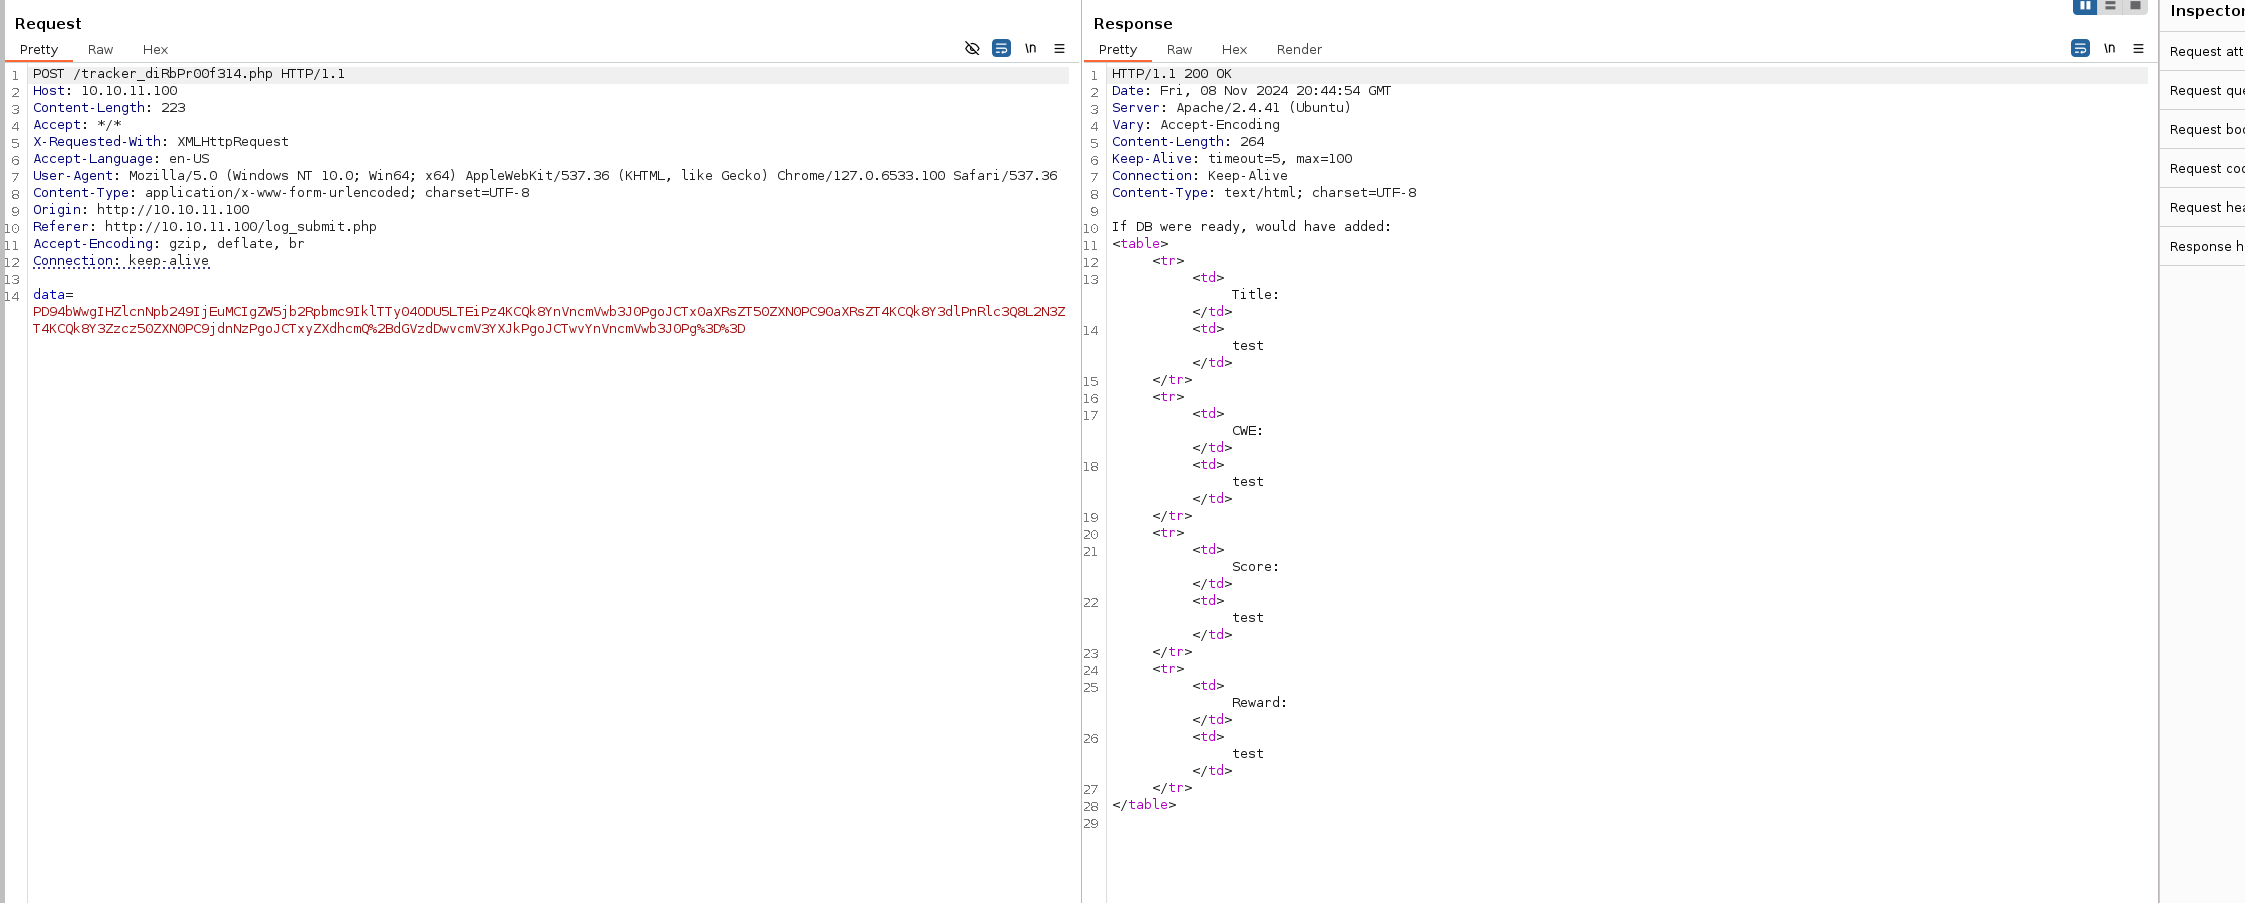 Request
Pretty Raw Hex
\n
1 POST /tracker_diRbPr00f314.php HTTP/1.1
2 Host: 10.10.11.100
3 Content-Length: 223
4 Accept: */*
5 X-Requested-With: XMLHttpRequest
6 Accept-Language: en-US
7 User-Agent: Mozilla/5.0 (Windows NT 10.0; Win64; x64) AppleWebKit/537.36 (KHTML, like Gecko) Chrome/127.0.6533.100 Safari/537.36
8 Content-Type: application/x-www-form-urlencoded; charset=UTF-8
9 Origin: http://10.10.11.100
10 Referer: http://10.10.11.100/log_submit.php
11 Accept-Encoding: gzip, deflate, br
12 Connection: keep-alive
13
14 data=
PD94bWwgIHZlcnNpb249IjEuMCIgZW5jb2Rpbmc9IklTTy04ODU5LTEiPz4KCQk8YnVncmVwb3J0PgoJCTx0aXRsZT50ZXN0PC90aXRsZT4KCQk8Y3dlPnRlc3Q8L2N3Z
T4KCQk8Y3Zzcz50ZXN0PC9jdnNzPgoJCTxyZXdhcmQ%2BdGVzdDwvcmV3YXJkPgoJCTwvYnVncmVwb3J0Pg%3D%3D
Response
Pretty Raw Hex Render
\n
1 HTTP/1.1 200 OK
2 Date: Fri, 08 Nov 2024 20:44:54 GMT
3 Server: Apache/2.4.41 (Ubuntu)
4 Vary: Accept-Encoding
5 Content-Length: 264
6 Keep-Alive: timeout=5, max=100
7 Connection: Keep-Alive
8 Content-Type: text/html; charset=UTF-8
9
10 If DB were ready, would have added:
11 <table>
12 <tr>
13 <td>
Title:
</td>
14 <td>
test
</td>
15 </tr>
16 <tr>
17 <td>
CWE:
</td>
18 <td>
test
</td>
19 </tr>
20 <tr>
21 <td>
Score:
</td>
22 <td>
test
</td>
23 </tr>
24 <tr>
25 <td>
Reward:
</td>
26 <td>
test
</td>
27 </tr>
28 </table>
29
Inspector
Request att
Request que
Request bod
Request coo
Request hea
Response h